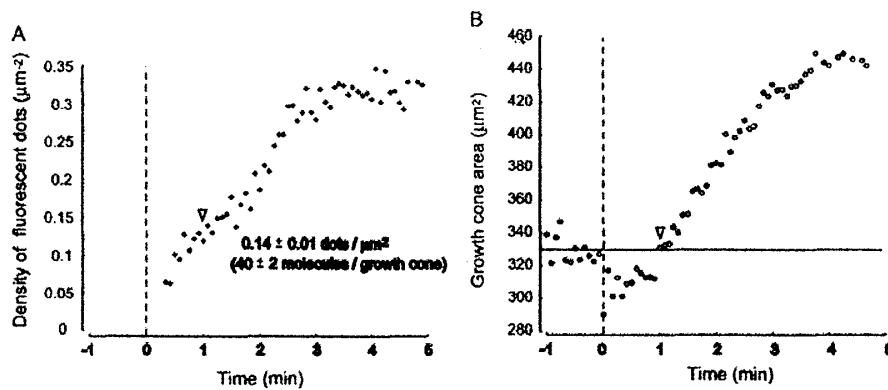 A
Density of fluorescent dots (μm⁻²)
0.35
0.3
0.25
0.2
0.15
0.1
0.05
0
0.14 ± 0.01 dots / μm²
(40 ± 2 molecules / growth cone)
-1 0 1 2 3 4 5
Time (min)
B
Growth cone area (μm²)
460
440
420
400
380
360
340
320
300
280
-1 0 1 2 3 4 5
Time (min)